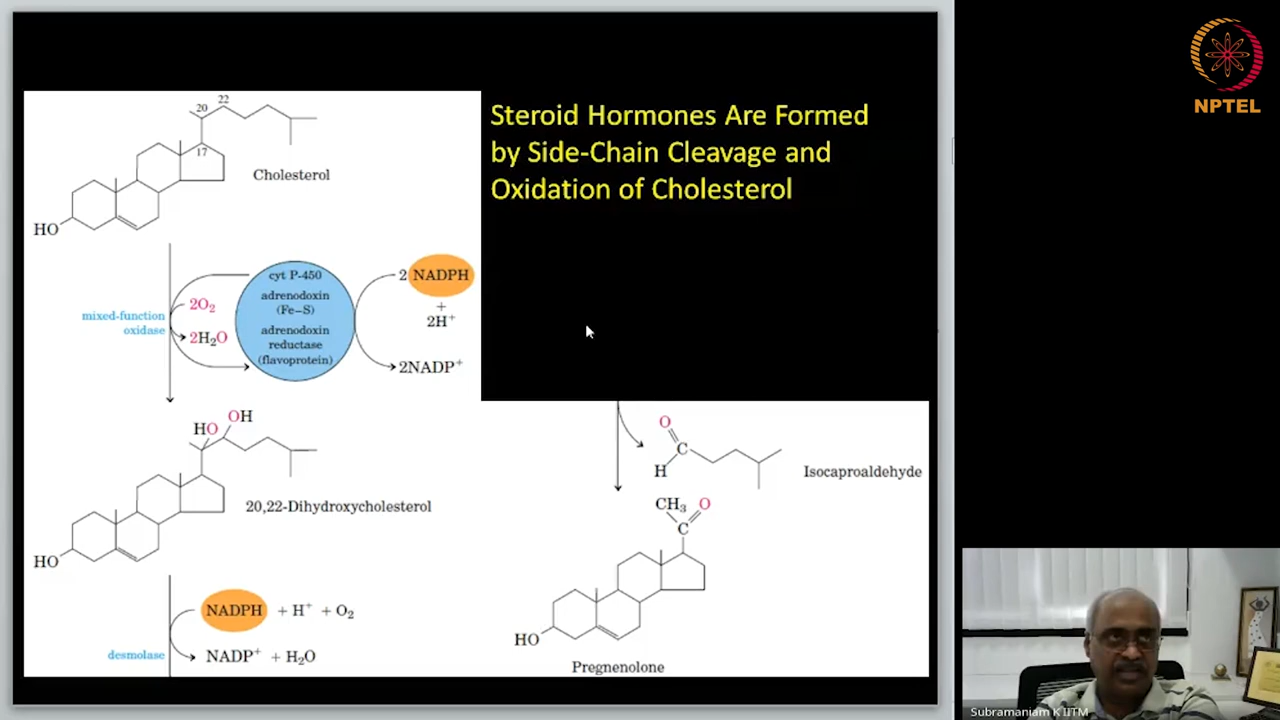 Steroid Hormones Are Formed
by Side-Chain Cleavage and
Oxidation of Cholesterol
NPTEL
20
22
17
Cholesterol
HO
cyt P-450
adrenodoxin
(Fe–S)
adrenodoxin
reductase
(flavoprotein)
2 NADPH
+
2H⁺
2NADP⁺
mixed-function
oxidase
2O₂
2H₂O
HO
OH
20,22-Dihydroxycholesterol
HO
NADPH + H⁺ + O₂
desmolase
NADP⁺ + H₂O
O
C
H
Isocaproaldehyde
CH₃
O
C
HO
Pregnenolone
Subramaniam K IITM